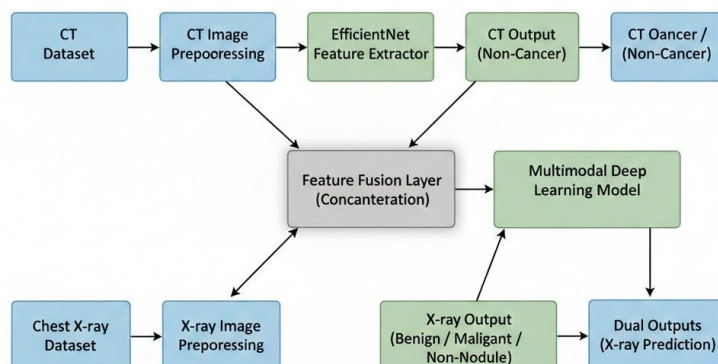 CT
Dataset
CT Image
Prepooressing
EfficientNet
Feature Extractor
CT Output
(Non-Cancer)
CT Oancer /
(Non-Cancer)
Feature Fusion Layer
(Concanteration)
Multimodal Deep
Learning Model
Chest X-ray
Dataset
X-ray Image
Preporessing
X-ray Output
(Benign / Maligant /
Non-Nodule)
Dual Outputs
(X-ray Prediction)